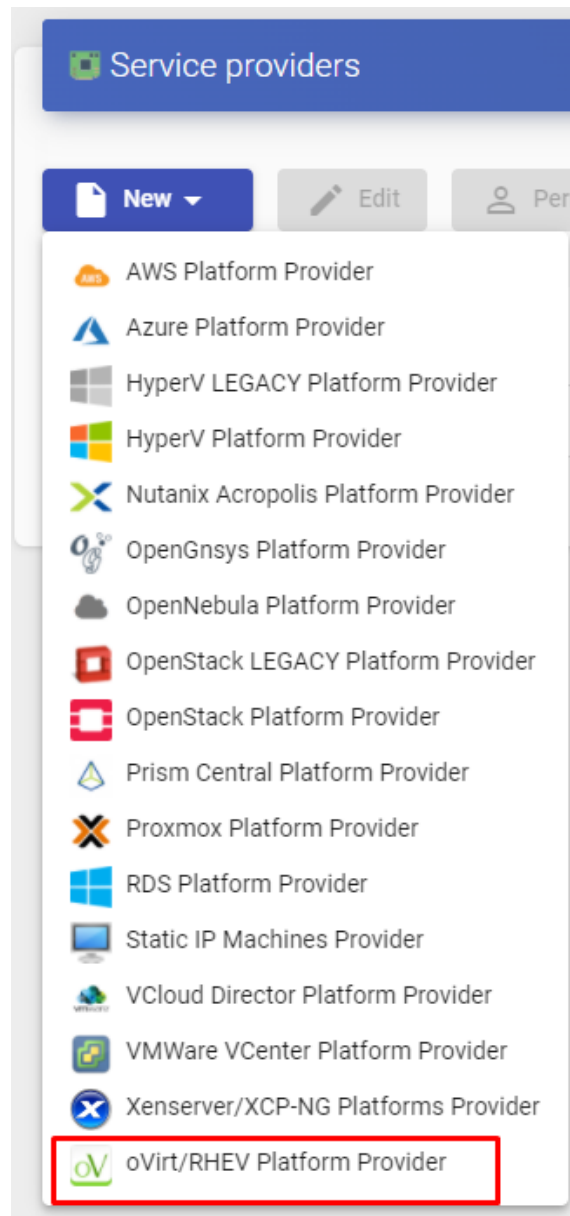 Service providers
New
Edit
Per
AWS Platform Provider
Azure Platform Provider
HyperV LEGACY Platform Provider
HyperV Platform Provider
Nutanix Acropolis Platform Provider
OpenGnsys Platform Provider
OpenNebula Platform Provider
OpenStack LEGACY Platform Provider
OpenStack Platform Provider
Prism Central Platform Provider
Proxmox Platform Provider
RDS Platform Provider
Static IP Machines Provider
VCloud Director Platform Provider
VMWare VCenter Platform Provider
Xenserver/XCP-NG Platforms Provider
oVirt/RHEV Platform Provider